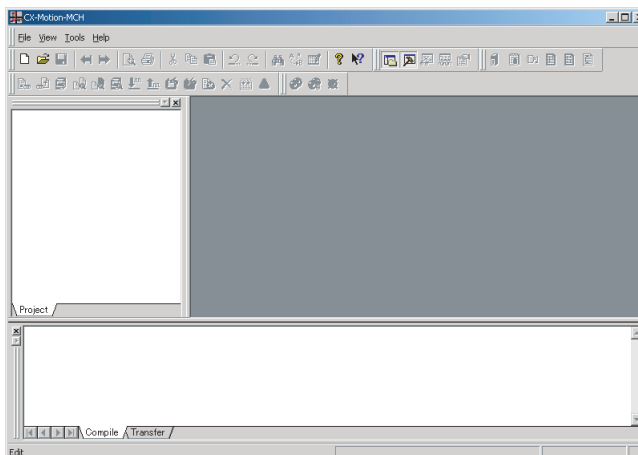 CX-Motion-MCH
File View Tools Help
Project
Compile Transfer
Edit